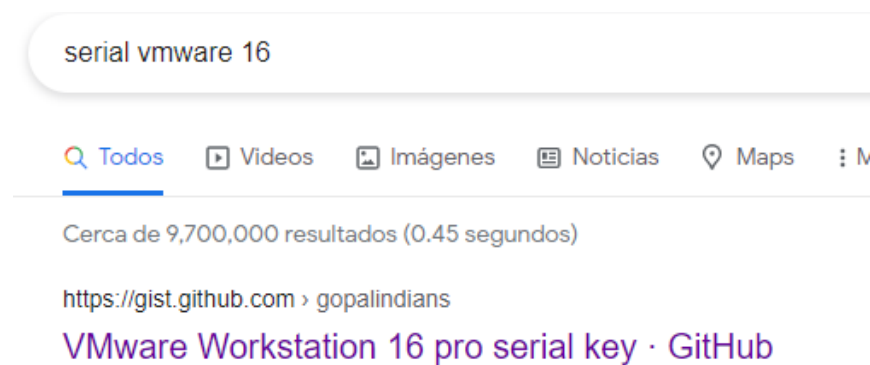 serial vmware 16
Todos Videos Imágenes Noticias Maps M
Cerca de 9,700,000 resultados (0.45 segundos)
https://gist.github.com › gopalindians
VMware Workstation 16 pro serial key · GitHub